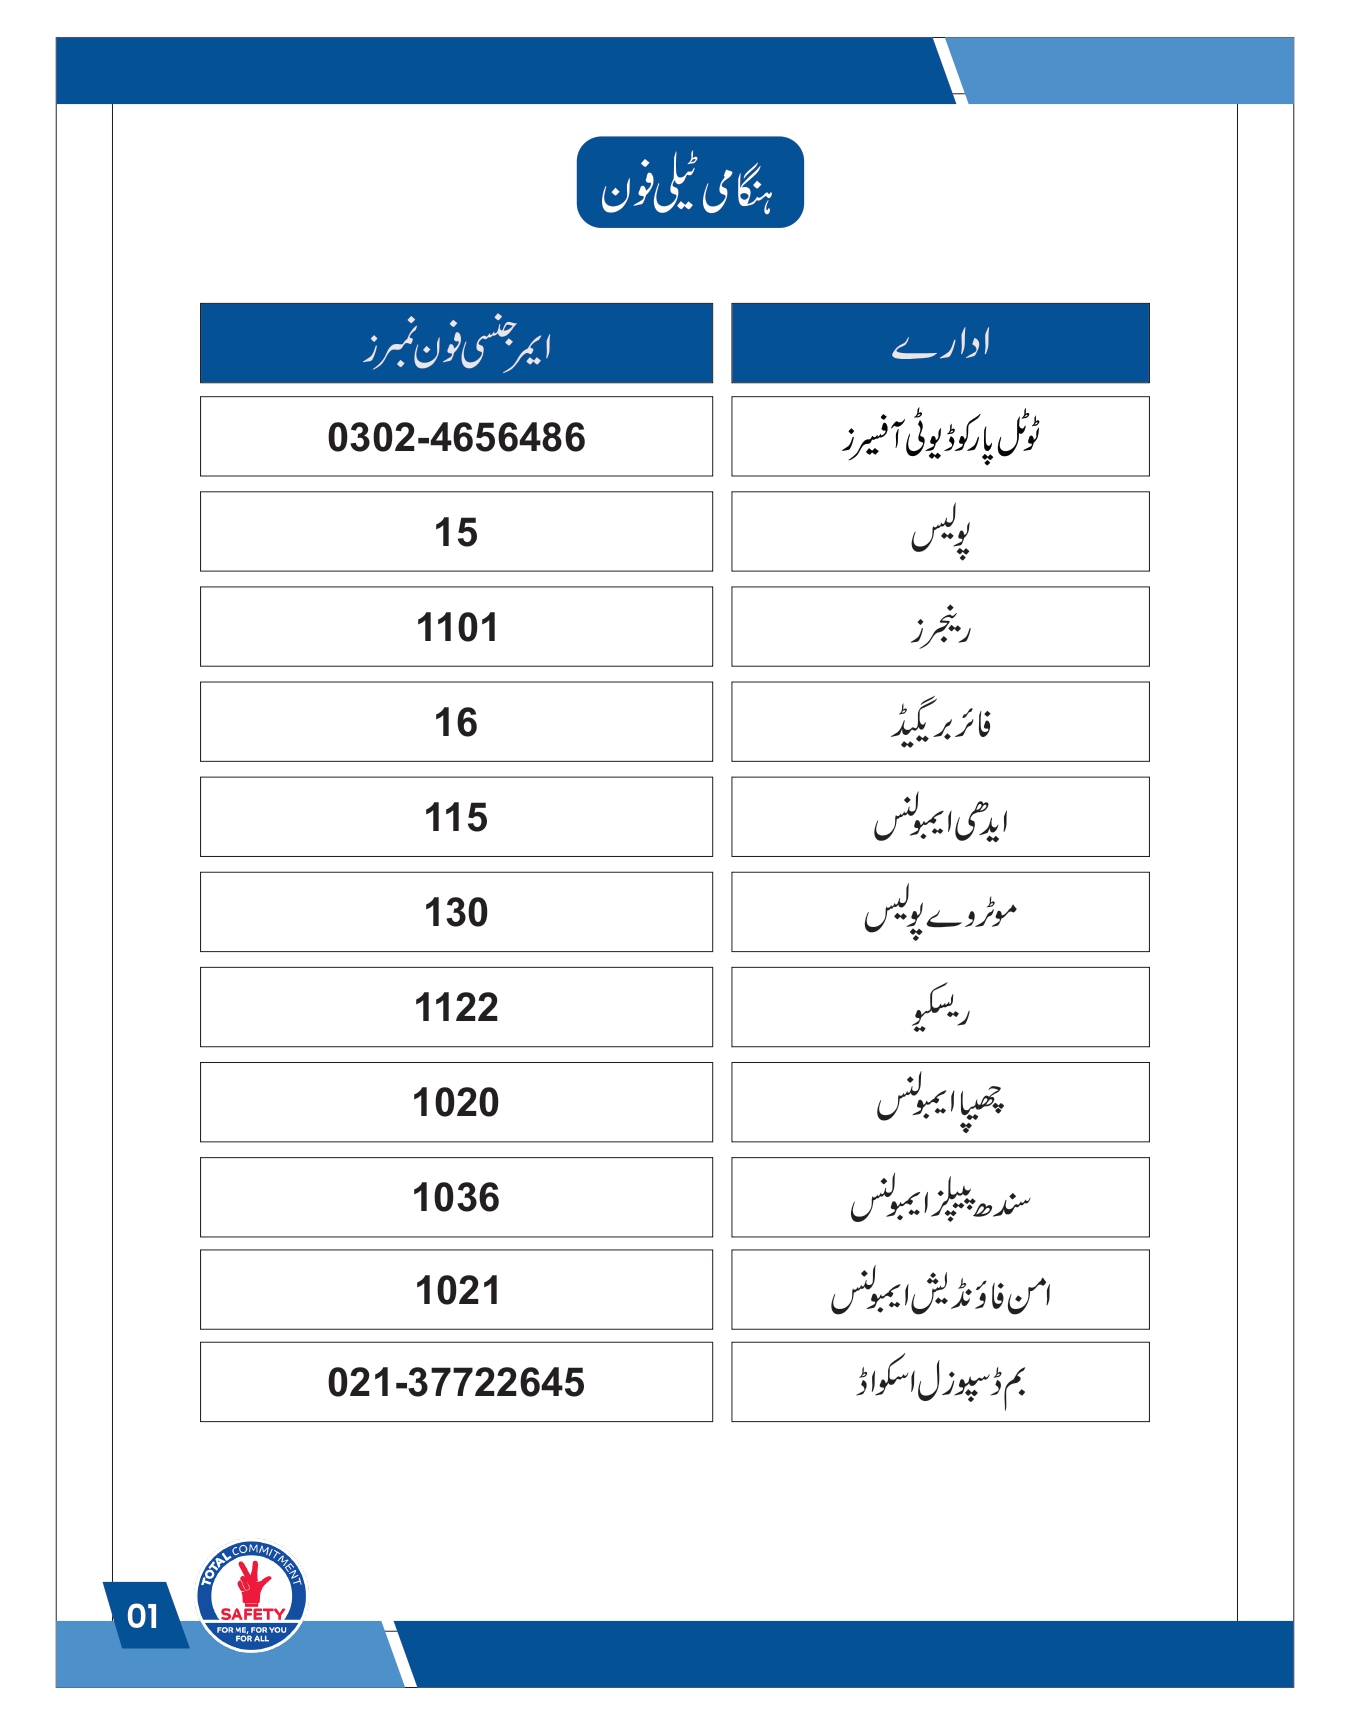 ہنگامی ٹیلی فون
ادارے ایمرجنسی فون نمبرز
ٹوٹل پارکو ڈیوٹی آفسیرز 0302-4656486
پولیس 15
رینجرز 1101
فائر بریگیڈ 16
ایدھی ایمبولنس 115
موٹروے پولیس 130
ریسکیو 1122
چھیپا ایمبولنس 1020
سندھ پیپلز ایمبولنس 1036
امن فاؤنڈیشن ایمبولنس 1021
بم ڈسپوزل اسکواڈ 021-37722645
TOTAL COMMITMENT
SAFETY
FOR ME, FOR YOU
FOR ALL
01